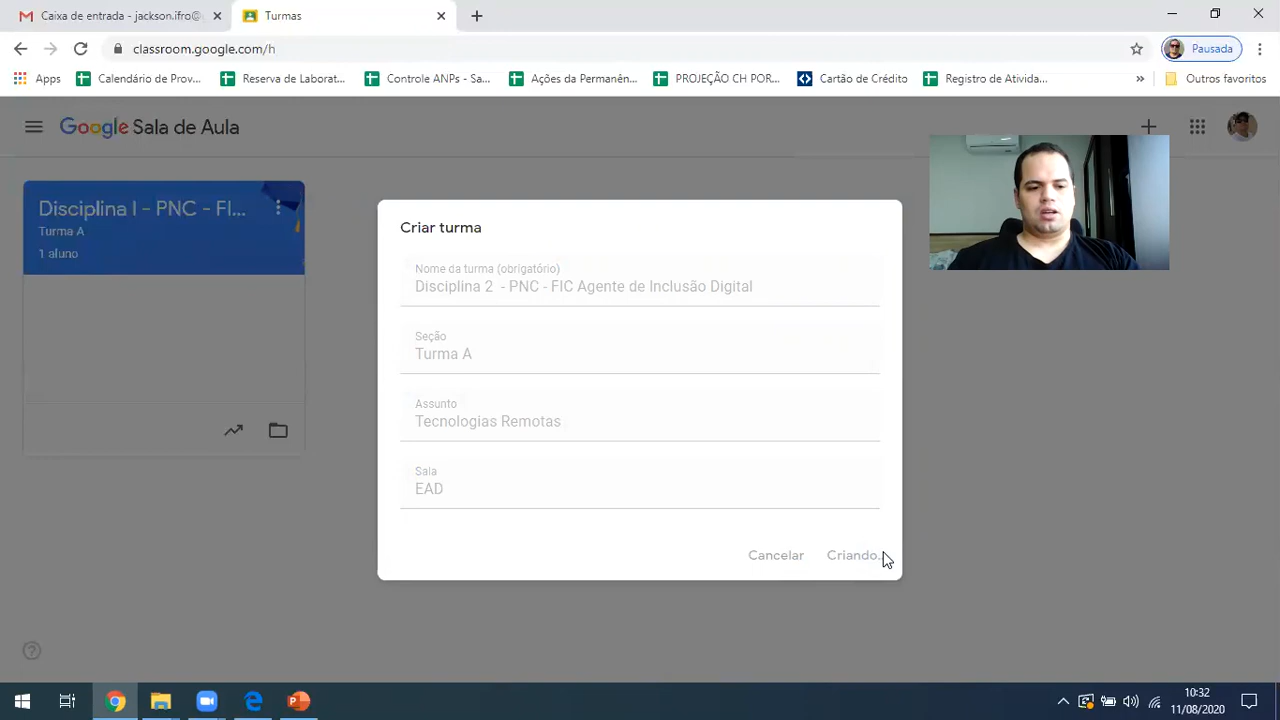 Caixa de entrada - jackson.ifro@
Turmas
classroom.google.com/h
Pausada
Apps
Calendário de Prov...
Reserva de Laborat...
Controle ANPs - Sa...
Ações da Permanên...
PROJEÇÃO CH POR...
Cartão de Crédito
Registro de Ativida...
»
Outros favoritos
Google Sala de Aula
Disciplina I - PNC - FI...
Turma A
1 aluno
Criar turma
Nome da turma (obrigatório)
Disciplina 2 - PNC - FIC Agente de Inclusão Digital
Seção
Turma A
Assunto
Tecnologias Remotas
Sala
EAD
Cancelar
Criando...
10:32
11/08/2020